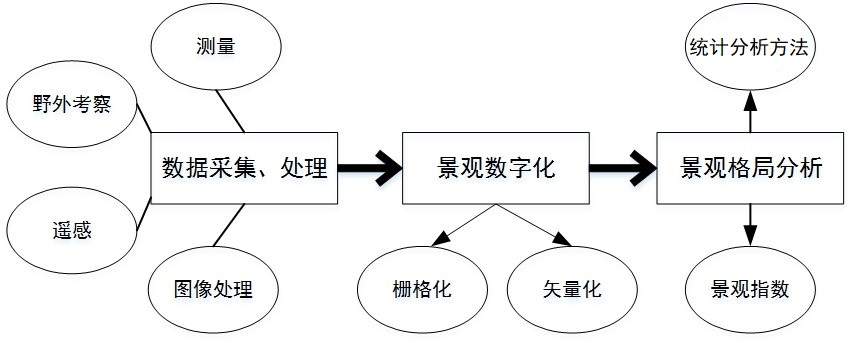 测量
统计分析方法
野外考察
数据采集、处理
景观数字化
景观格局分析
遥感
图像处理
栅格化
矢量化
景观指数